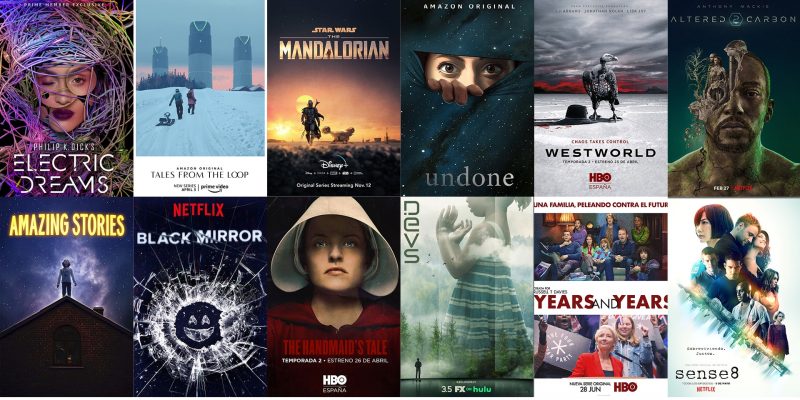 PRIME MEMBER EXCLUSIVE
PHILIP K. DICK'S
ELECTRIC
DREAMS
AMAZON ORIGINAL
TALES FROM THE LOOP
NEW SERIES
APRIL 3
prime video
STAR WARS
THE
MANDALORIAN
Disney+
Original Series Streaming Nov. 12
AMAZON ORIGINAL
undone
CHAOS TAKES CONTROL
WESTWORLD
TEMPORADA 2 • ESTRENO 23 DE ABRIL
HBO
ESPAÑA
ANTHONY MACKIE
ALTERED 2 CARBON
FEB 27
NETFLIX
AMAZING STORIES
NETFLIX
BLACK MIRROR
THE HANDMAID'S TALE
TEMPORADA 2 • ESTRENO 26 DE ABRIL
HBO
ESPAÑA
DEVS
3.5 FX on hulu
UNA FAMILIA, PELEANDO CONTRA EL FUTURO
RUSSELL T DAVIES
YEARS AND YEARS
NUEVA SERIE ORIGINAL
28 JUN
HBO
Sobreviviendo.
Juntos.
sense8
NETFLIX